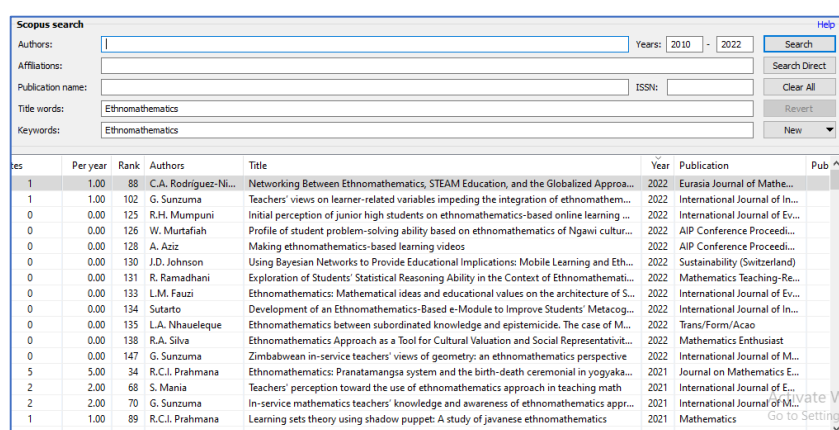 Scopus search Help
Authors: Years: 2010 - 2022 Search
Affiliations: Search Direct
Publication name: ISSN: Clear All
Title words: Ethnomathematics Revert
Keywords: Ethnomathematics New
tes Per year Rank Authors Title Year Publication Pub
1 1.00 88 C.A. Rodríguez-Ni... Networking Between Ethnomathematics, STEAM Education, and the Globalized Approa... 2022 Eurasia Journal of Mathe...
1 1.00 102 G. Sunzuma Teachers' views on learner-related variables impeding the integration of ethnomathem... 2022 International Journal of In...
0 0.00 125 R.H. Mumpuni Initial perception of junior high students on ethnomathematics-based online learning ... 2022 International Journal of Ev...
0 0.00 126 W. Murtafiah Profile of student problem-solving ability based on ethnomathematics of Ngawi cultur... 2022 AIP Conference Proceedi...
0 0.00 128 A. Aziz Making ethnomathematics-based learning videos 2022 AIP Conference Proceedi...
0 0.00 130 J.D. Johnson Using Bayesian Networks to Provide Educational Implications: Mobile Learning and Eth... 2022 Sustainability (Switzerland)
0 0.00 131 R. Ramadhani Exploration of Students' Statistical Reasoning Ability in the Context of Ethnomathemati... 2022 Mathematics Teaching-Re...
0 0.00 133 L.M. Fauzi Ethnomathematics: Mathematical ideas and educational values on the architecture of S... 2022 International Journal of Ev...
0 0.00 134 Sutarto Development of an Ethnomathematics-Based e-Module to Improve Students' Metacog... 2022 International Journal of In...
0 0.00 135 L.A. Nhaueleque Ethnomathematics between subordinated knowledge and epistemicide. The case of M... 2022 Trans/Form/Acao
0 0.00 138 R.A. Silva Ethnomathematics Approach as a Tool for Cultural Valuation and Social Representativit... 2022 Mathematics Enthusiast
0 0.00 147 G. Sunzuma Zimbabwean in-service teachers' views of geometry: an ethnomathematics perspective 2022 International Journal of M...
5 5.00 34 R.C.I. Prahmana Ethnomathematics: Pranatamangsa system and the birth-death ceremonial in yogyaka... 2021 Journal on Mathematics E...
2 2.00 68 S. Mania Teachers' perception toward the use of ethnomathematics approach in teaching math 2021 International Journal of E...
2 2.00 70 G. Sunzuma In-service mathematics teachers' knowledge and awareness of ethnomathematics appr... 2021 International Journal of M...
1 1.00 89 R.C.I. Prahmana Learning sets theory using shadow puppet: A study of javanese ethnomathematics 2021 Mathematics
Activate W
Go to Setting